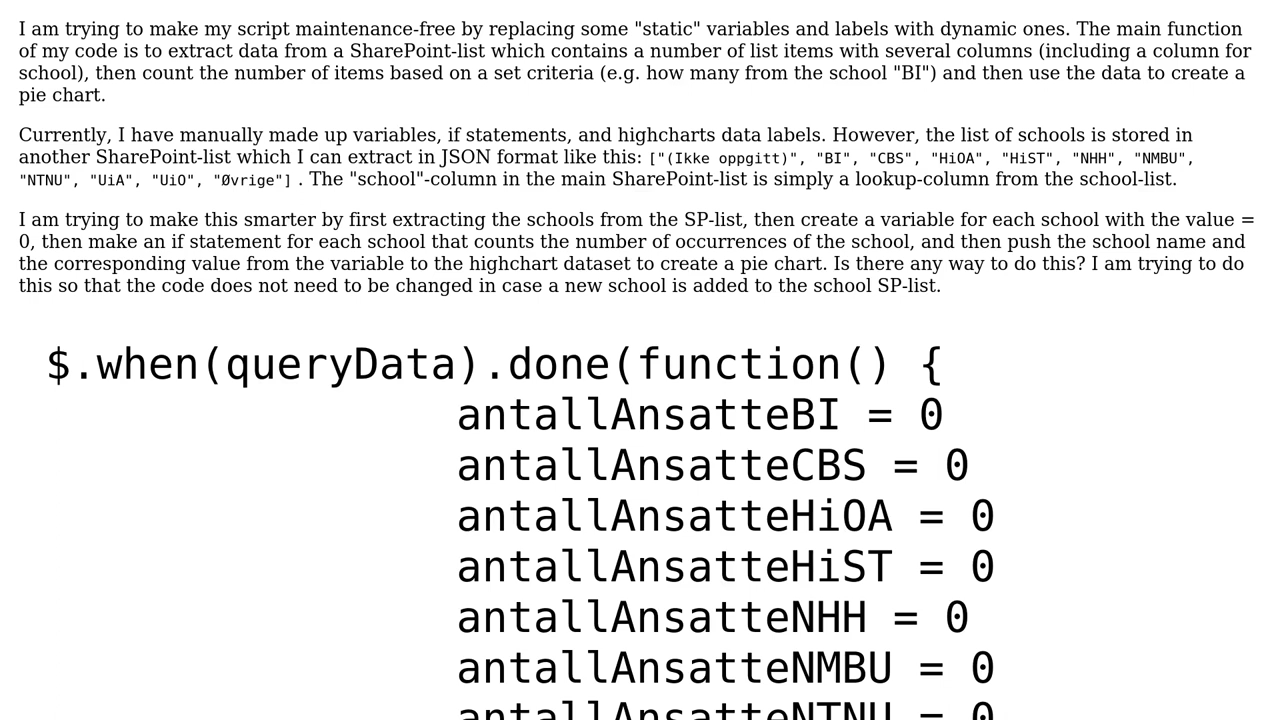 I am trying to make my script maintenance-free by replacing some "static" variables and labels with dynamic ones. The main function
of my code is to extract data from a SharePoint-list which contains a number of list items with several columns (including a column for
school), then count the number of items based on a set criteria (e.g. how many from the school "BI") and then use the data to create a
pie chart.
Currently, I have manually made up variables, if statements, and highcharts data labels. However, the list of schools is stored in
another SharePoint-list which I can extract in JSON format like this: ["(Ikke oppgitt)", "BI", "CBS", "HiOA", "HiST", "NHH", "NMBU",
"NTNU", "UiA", "UiO", "Øvrige"] . The "school"-column in the main SharePoint-list is simply a lookup-column from the school-list.
I am trying to make this smarter by first extracting the schools from the SP-list, then create a variable for each school with the value =
0, then make an if statement for each school that counts the number of occurrences of the school, and then push the school name and
the corresponding value from the variable to the highchart dataset to create a pie chart. Is there any way to do this? I am trying to do
this so that the code does not need to be changed in case a new school is added to the school SP-list.
$.when(queryData).done(function() {
antallAnsatteBI = 0
antallAnsatteCBS = 0
antallAnsatteHiOA = 0
antallAnsatteHiST = 0
antallAnsatteNHH = 0
antallAnsatteNMBU = 0
antallAnsatteNTNU = 0